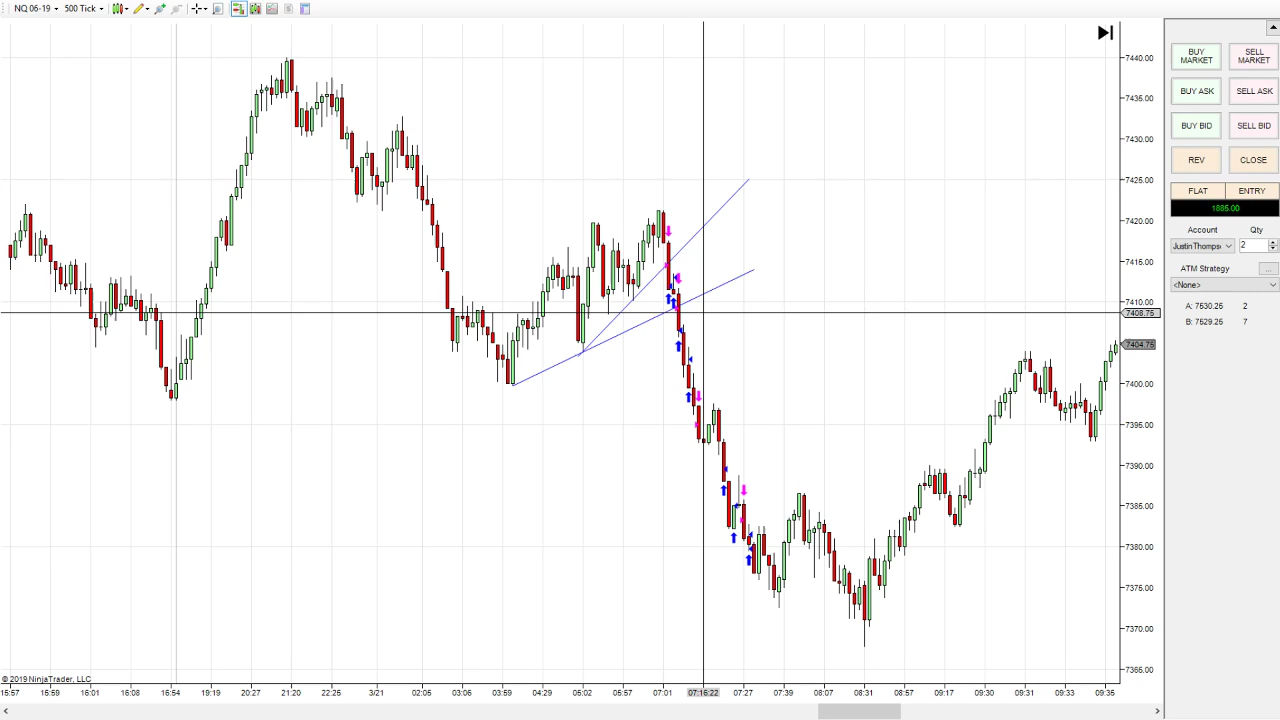 NQ 06-19 500 Tick
7440.00
7435.00
7430.00
7425.00
7420.00
7415.00
7410.00
7408.75
7404.75
7400.00
7395.00
7390.00
7385.00
7380.00
7375.00
7370.00
7365.00
BUY MARKET SELL MARKET
BUY ASK SELL ASK
BUY BID SELL BID
REV CLOSE
FLAT ENTRY
1885.00
Account Qty
JustinThomps 2
ATM Strategy ...
<None>
A: 7530.25 2
B: 7529.25 7
© 2019 NinjaTrader, LLC
15:57 15:59 16:01 16:08 16:54 19:19 20:27 21:20 22:25 3/21 02:05 03:06 03:59 04:29 05:02 05:57 07:01 07:16:22 07:27 07:39 08:07 08:31 08:57 09:17 09:30 09:31 09:33 09:35